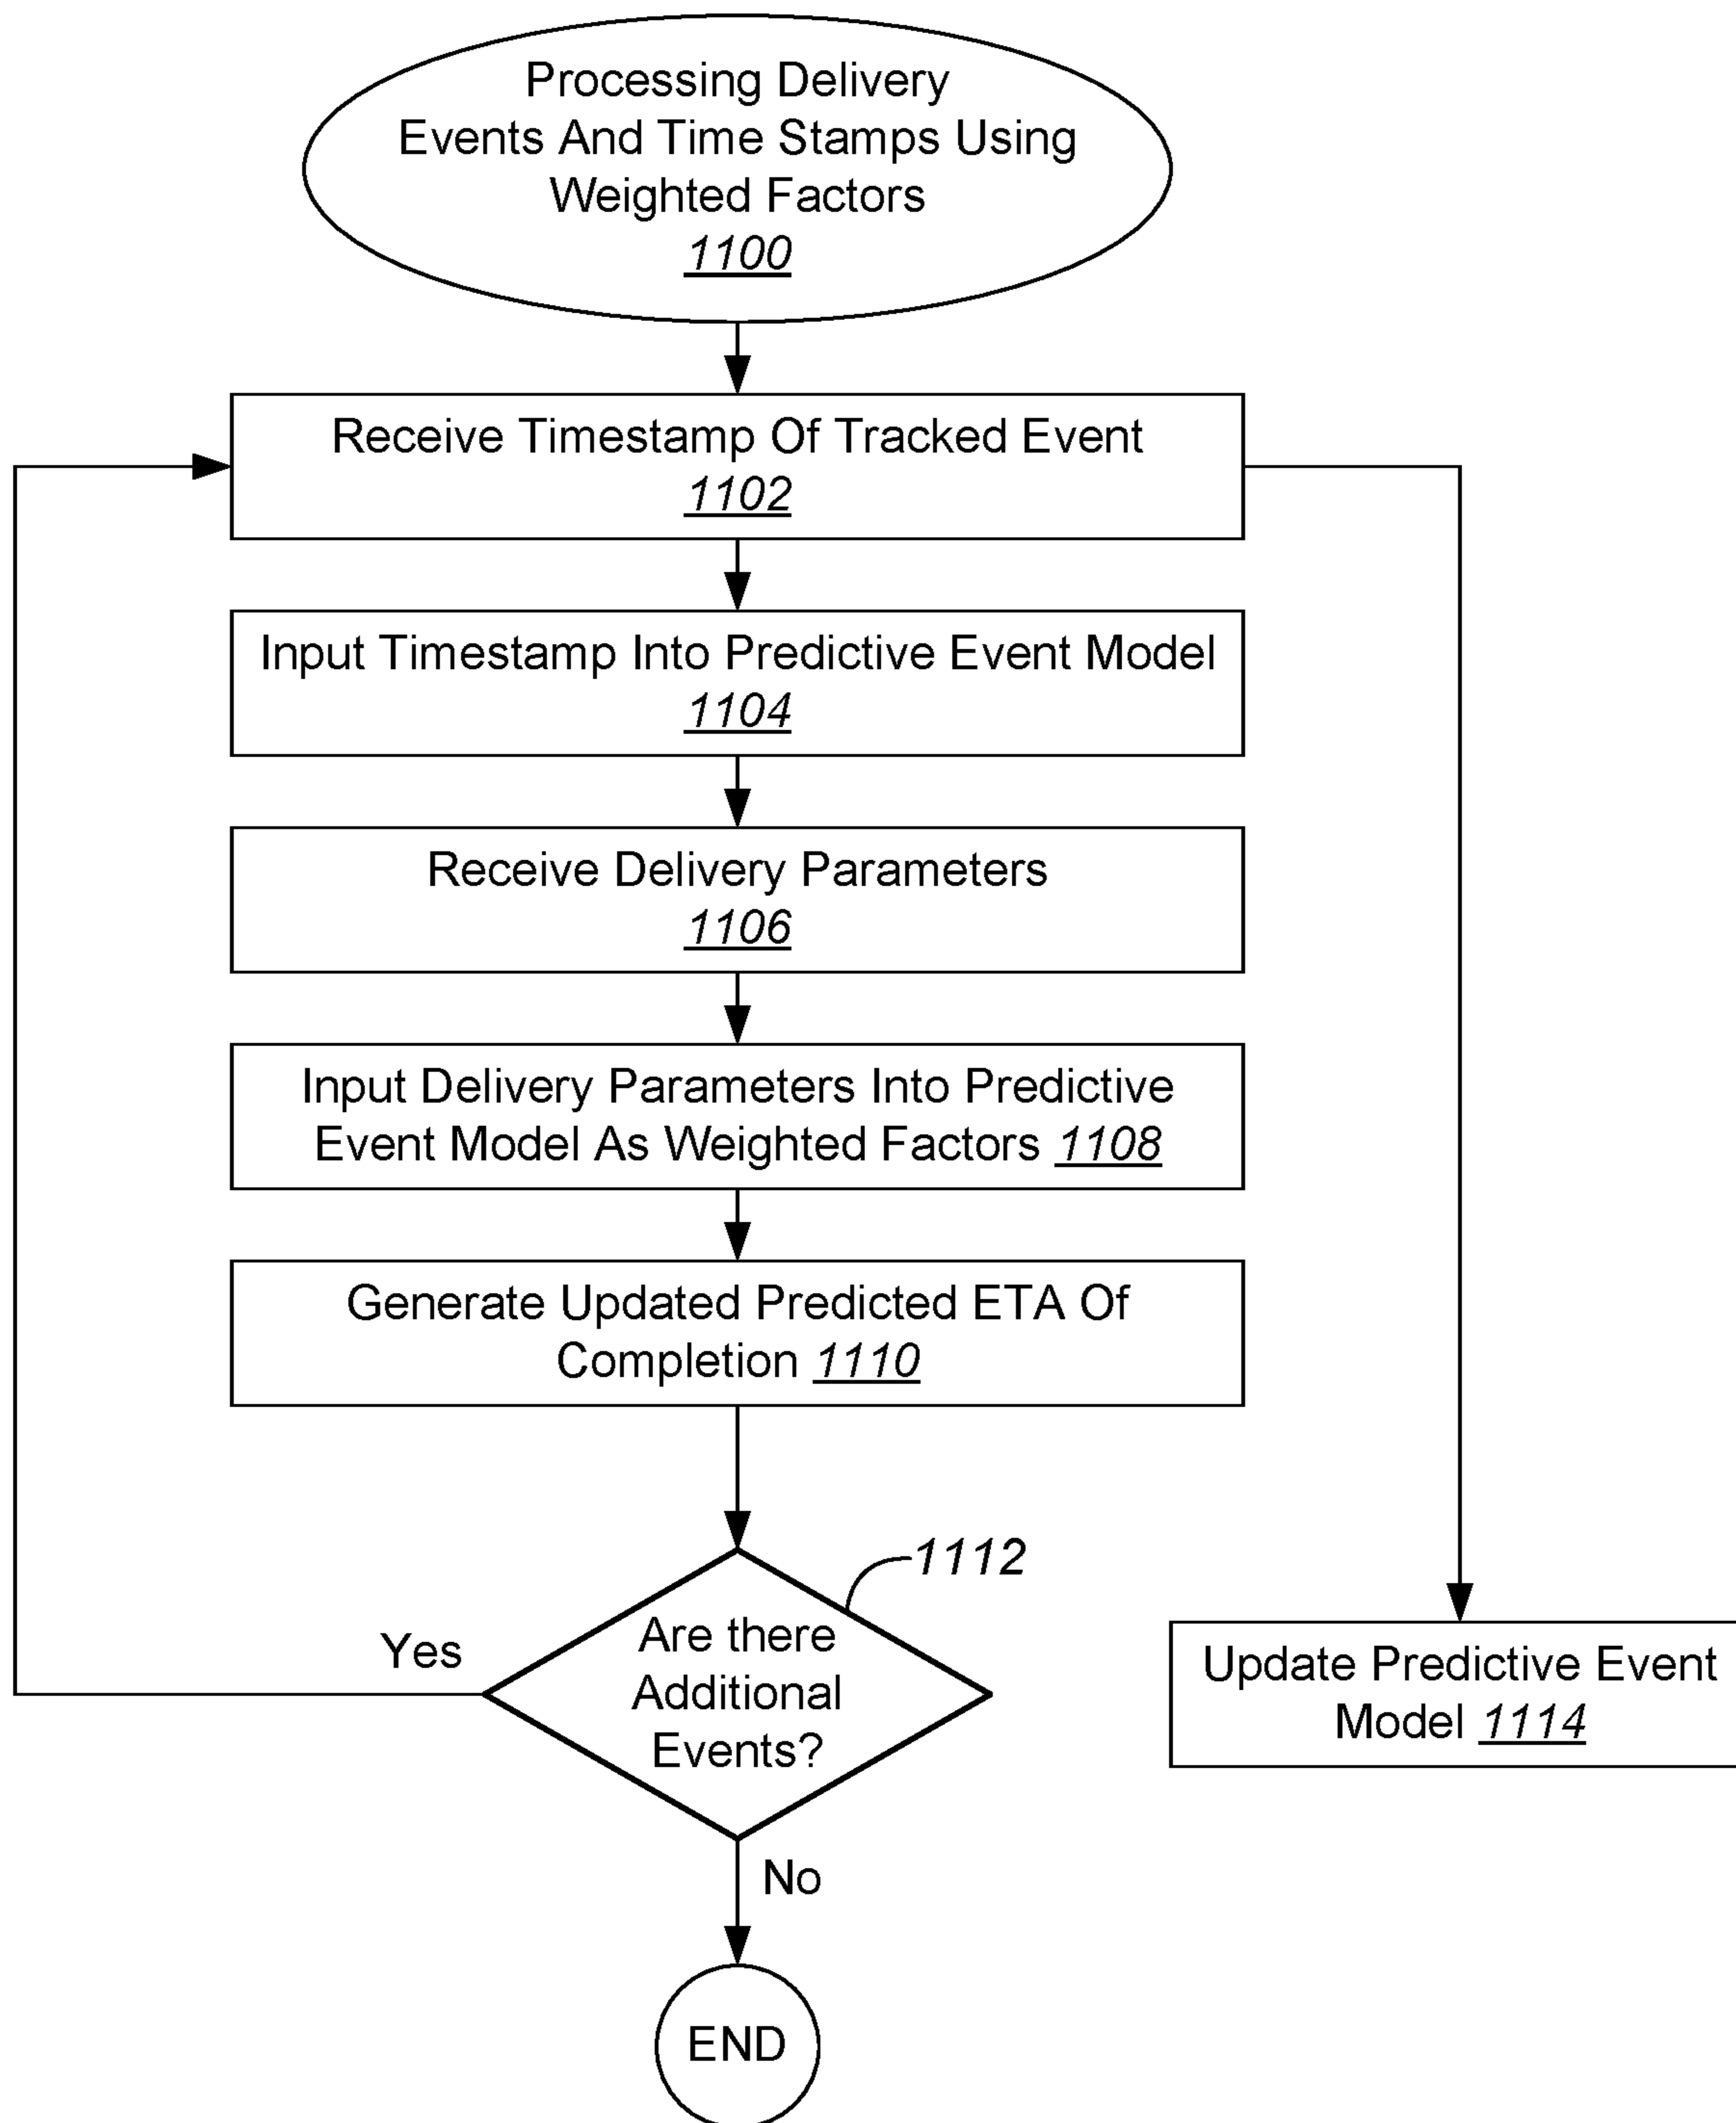 Processing Delivery
Events And Time Stamps Using
Weighted Factors
1100
Receive Timestamp Of Tracked Event
1102
Input Timestamp Into Predictive Event Model
1104
Receive Delivery Parameters
1106
Input Delivery Parameters Into Predictive
Event Model As Weighted Factors 1108
Generate Updated Predicted ETA Of
Completion 1110
1112
Are there
Additional
Events?
Yes
Update Predictive Event
Model 1114
No
END